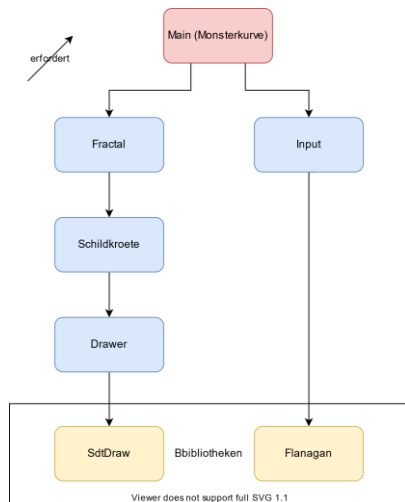 Main (Monsterkurve)
erfordert
Fractal
Input
Schildkroete
Drawer
SdtDraw
Bbibliotheken
Flanagan
Viewer does not support full SVG 1.1